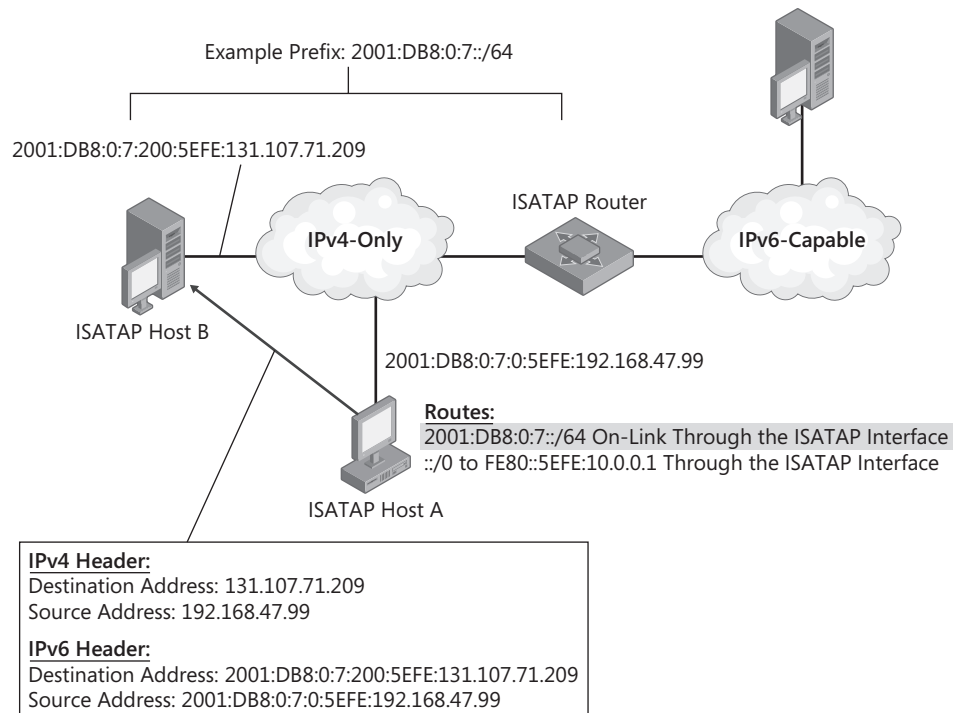 Example Prefix: 2001:DB8:0:7::/64
2001:DB8:0:7:200:5EFE:131.107.71.209
ISATAP Router
IPv4-Only
IPv6-Capable
ISATAP Host B
2001:DB8:0:7:0:5EFE:192.168.47.99
Routes:
2001:DB8:0:7::/64 On-Link Through the ISATAP Interface
::/0 to FE80::5EFE:10.0.0.1 Through the ISATAP Interface
ISATAP Host A
IPv4 Header:
Destination Address: 131.107.71.209
Source Address: 192.168.47.99
IPv6 Header:
Destination Address: 2001:DB8:0:7:200:5EFE:131.107.71.209
Source Address: 2001:DB8:0:7:0:5EFE:192.168.47.99